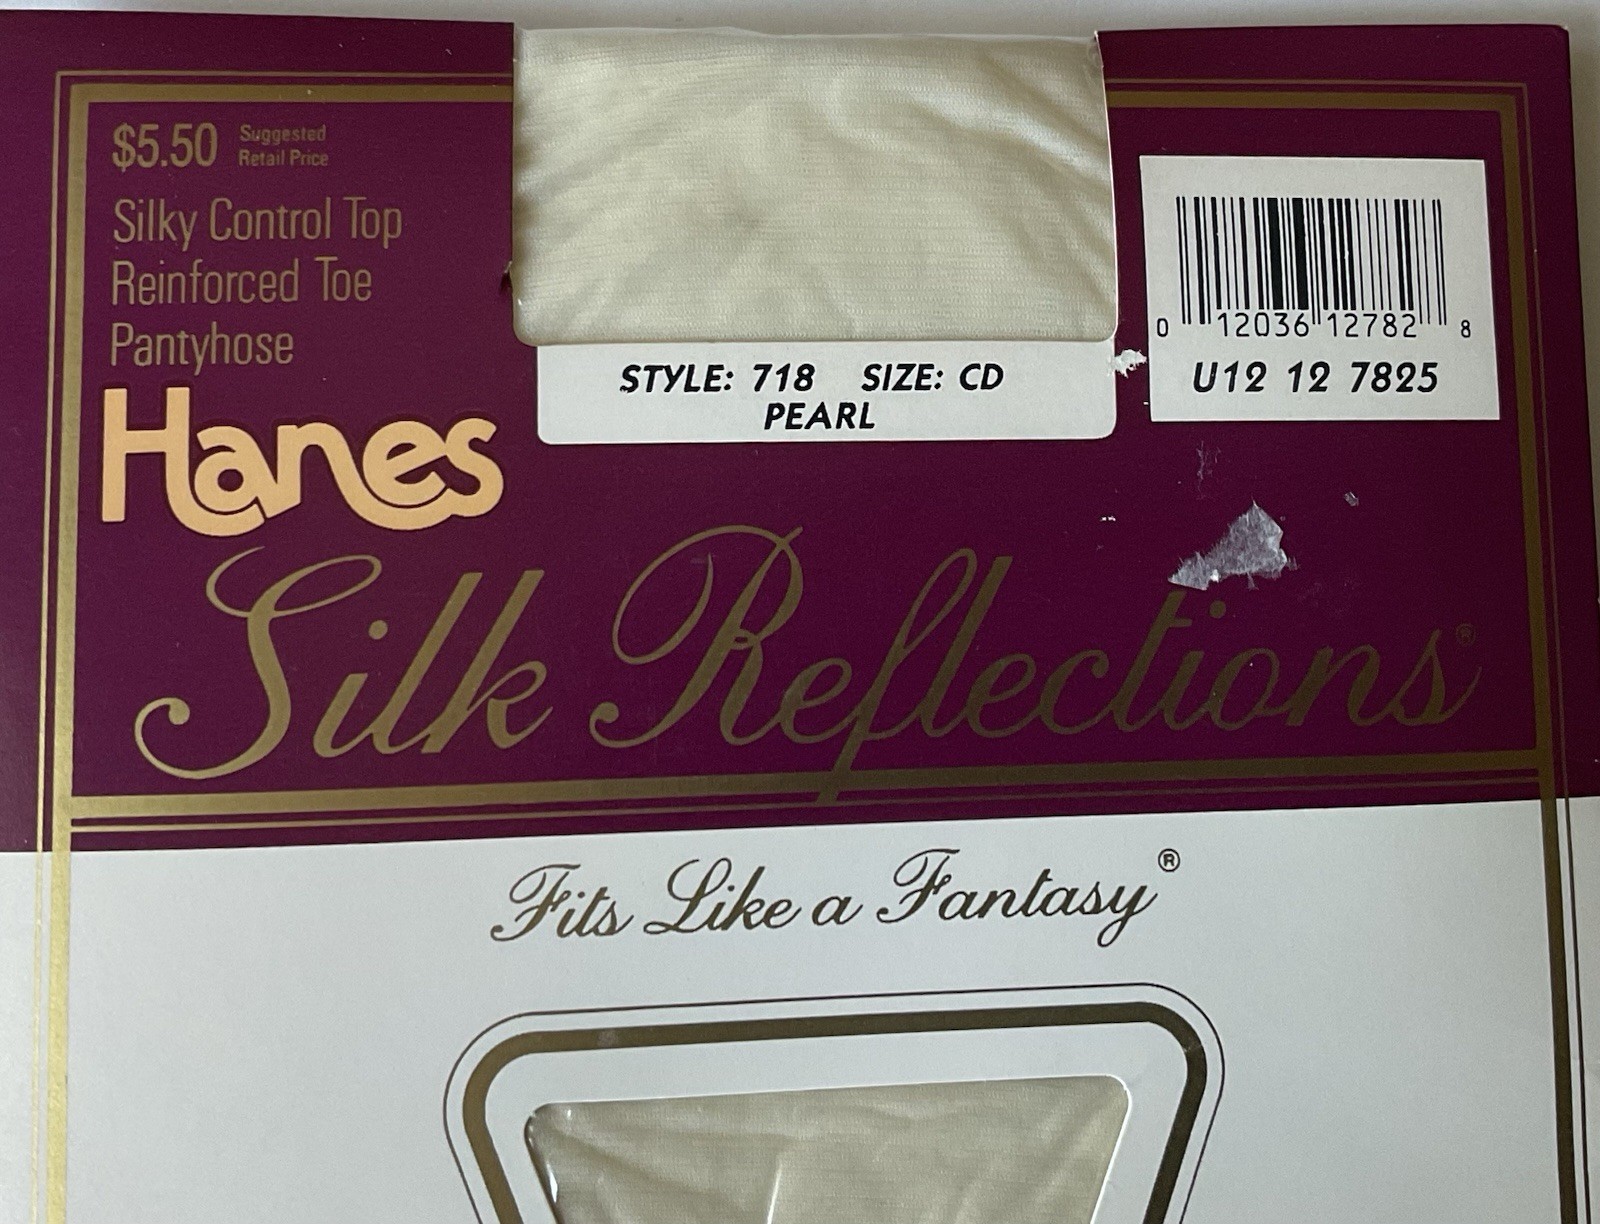 $5.50 Suggested
Retail Price
Silky Control Top
Reinforced Toe
Pantyhose
STYLE: 718 SIZE: CD
PEARL
0 12036 12782 8
U12 12 7825
Hanes
Silk Reflections®
Fits Like a Fantasy®